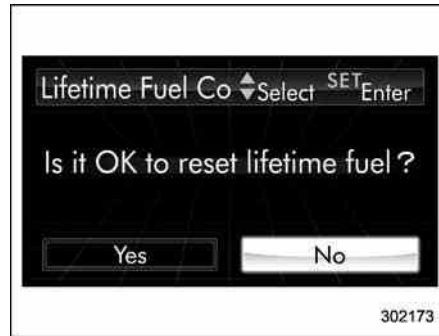 Lifetime Fuel Co Select SET Enter
Is it OK to reset lifetime fuel ?
Yes No
302173